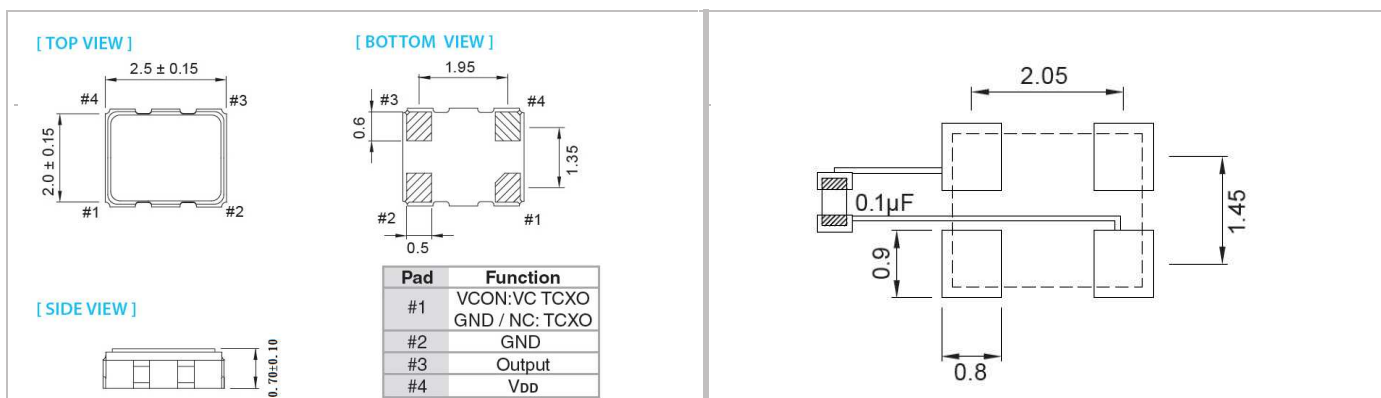 [ TOP VIEW ]
2.5 ± 0.15
#4
#3
2.0 ± 0.15
#1
#2
[ BOTTOM VIEW ]
1.95
#3
#4
0.6
1.35
#2
#1
0.5
[ SIDE VIEW ]
0.70±0.10
Pad Function
#1 VCON:VC TCXO
GND / NC: TCXO
#2 GND
#3 Output
#4 VDD
2.05
0.1µF
1.45
0.9
0.8